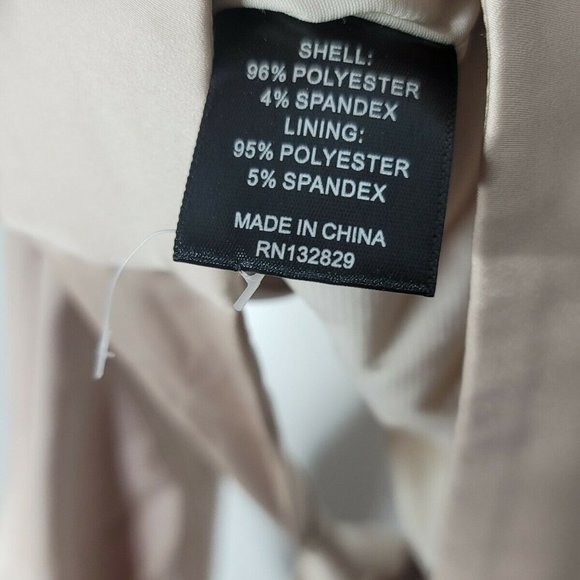 SHELL:
96% POLYESTER
4% SPANDEX
LINING:
95% POLYESTER
5% SPANDEX
MADE IN CHINA
RN132829